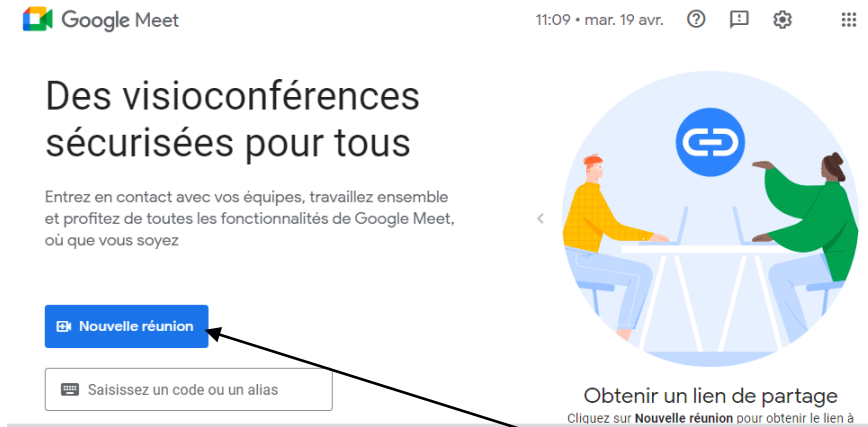 Google Meet
11:09 • mar. 19 avr.
Des visioconférences
sécurisées pour tous
Entrez en contact avec vos équipes, travaillez ensemble
et profitez de toutes les fonctionnalités de Google Meet,
où que vous soyez
Nouvelle réunion
Saisissez un code ou un alias
Obtenir un lien de partage
Cliquez sur Nouvelle réunion pour obtenir le lien à